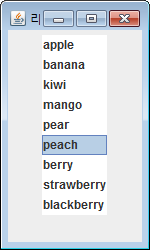 리
apple
banana
kiwi
mango
pear
peach
berry
strawberry
blackberry